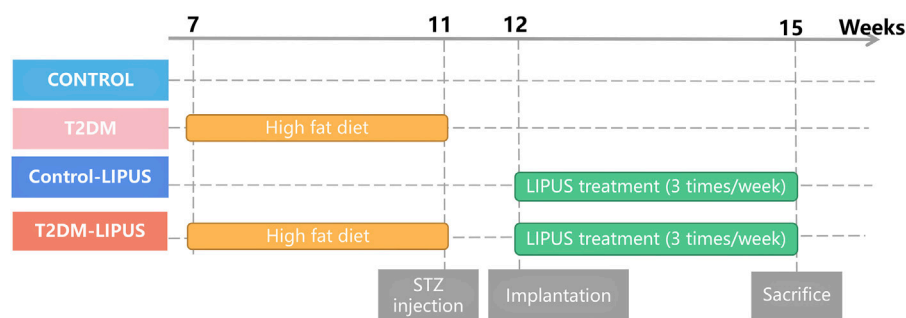 7 11 12 15 Weeks
CONTROL
T2DM High fat diet
Control-LIPUS LIPUS treatment (3 times/week)
T2DM-LIPUS High fat diet LIPUS treatment (3 times/week)
STZ
injection
Implantation
Sacrifice